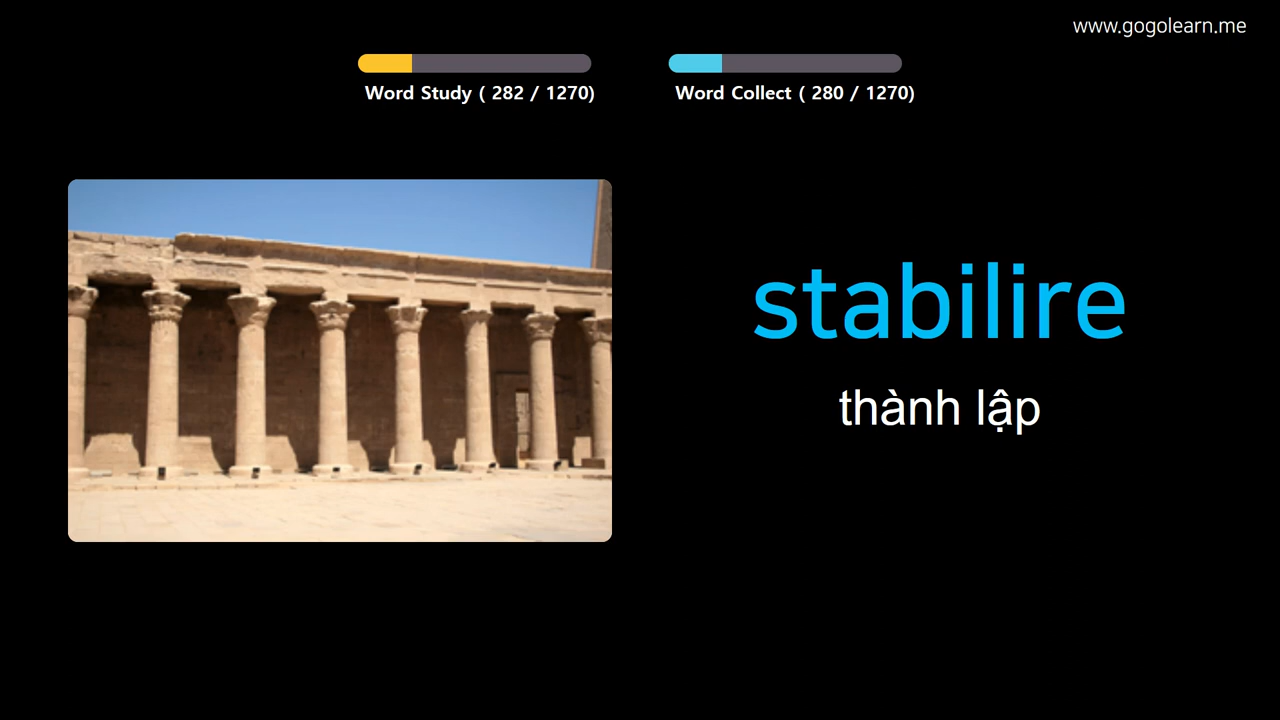 www.gogolearn.me
Word Study ( 282 / 1270)
Word Collect ( 280 / 1270)
stabilire
thành lập